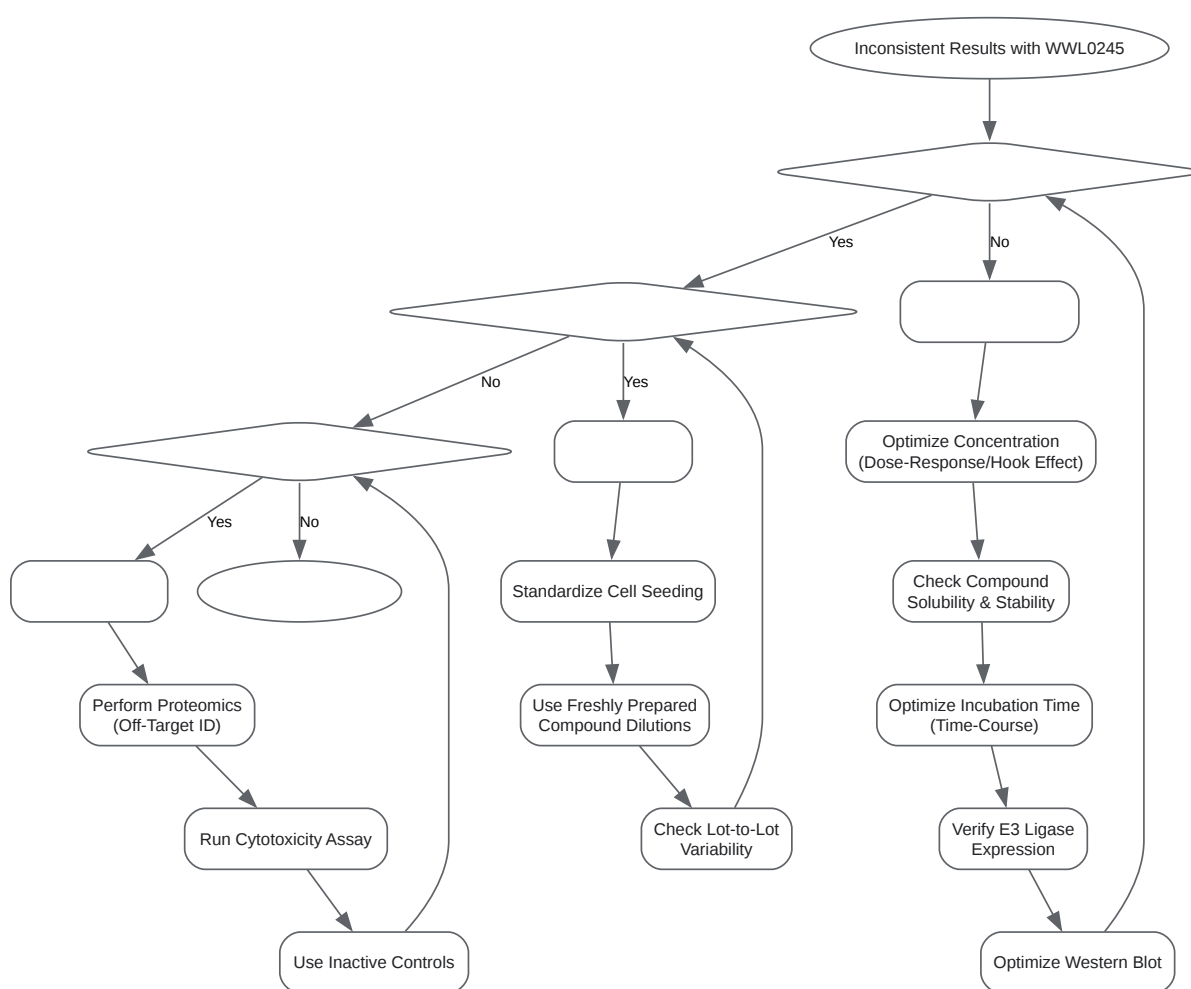 Inconsistent Results with WWL0245
Yes
No
No
Yes
Optimize Concentration
(Dose-Response/Hook Effect)
Yes
No
Standardize Cell Seeding
Check Compound
Solubility & Stability
Perform Proteomics
(Off-Target ID)
Use Freshly Prepared
Compound Dilutions
Optimize Incubation Time
(Time-Course)
Run Cytotoxicity Assay
Check Lot-to-Lot
Variability
Verify E3 Ligase
Expression
Use Inactive Controls
Optimize Western Blot